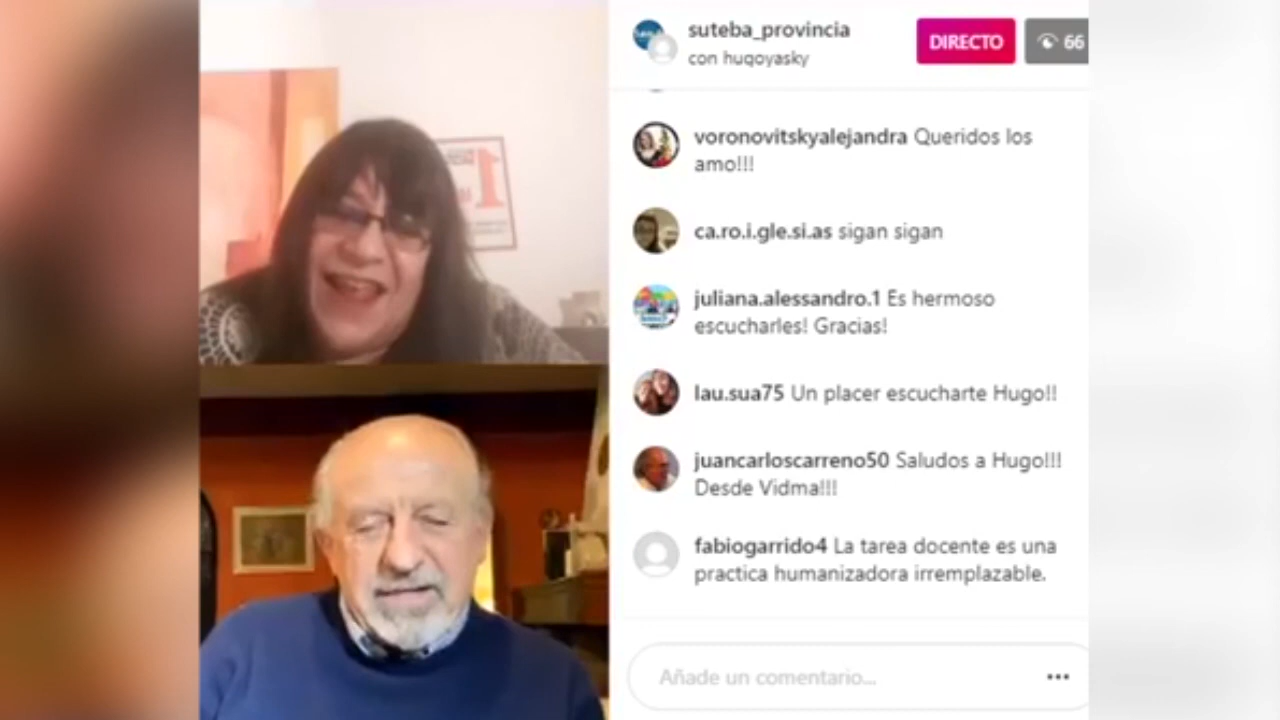 suteba_provincia
con hugoyasky
DIRECTO
66
voronovitskyalejandra Queridos los
amo!!!
ca.ro.i.gle.si.as sigan sigan
juliana.alessandro.1 Es hermoso
escucharles! Gracias!
lau.sua75 Un placer escucharte Hugo!!
juancarloscarreno50 Saludos a Hugo!!!
Desde Vidma!!!
fabiogarrido4 La tarea docente es una
practica humanizadora irremplazable.
Añade un comentario...
1